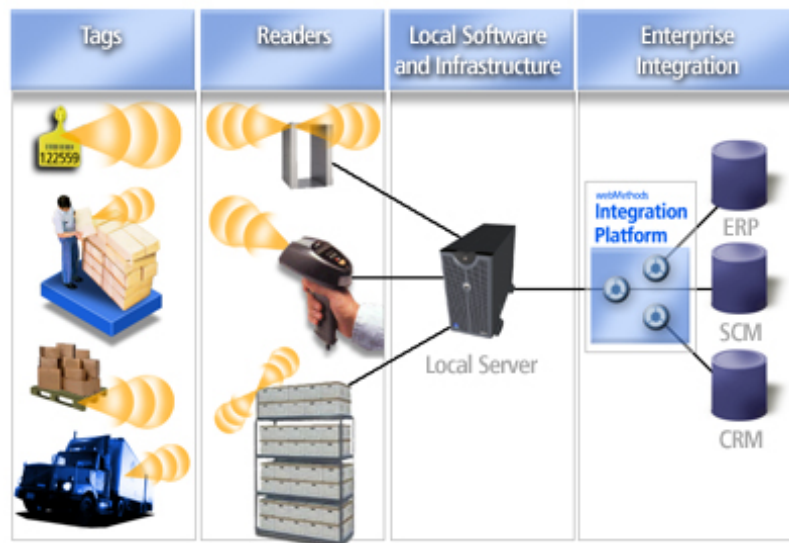 Tags
Readers
Local Software
and Infrastructure
Enterprise
Integration
122559
webMethods
Integration
Platform
ERP
SCM
CRM
Local Server